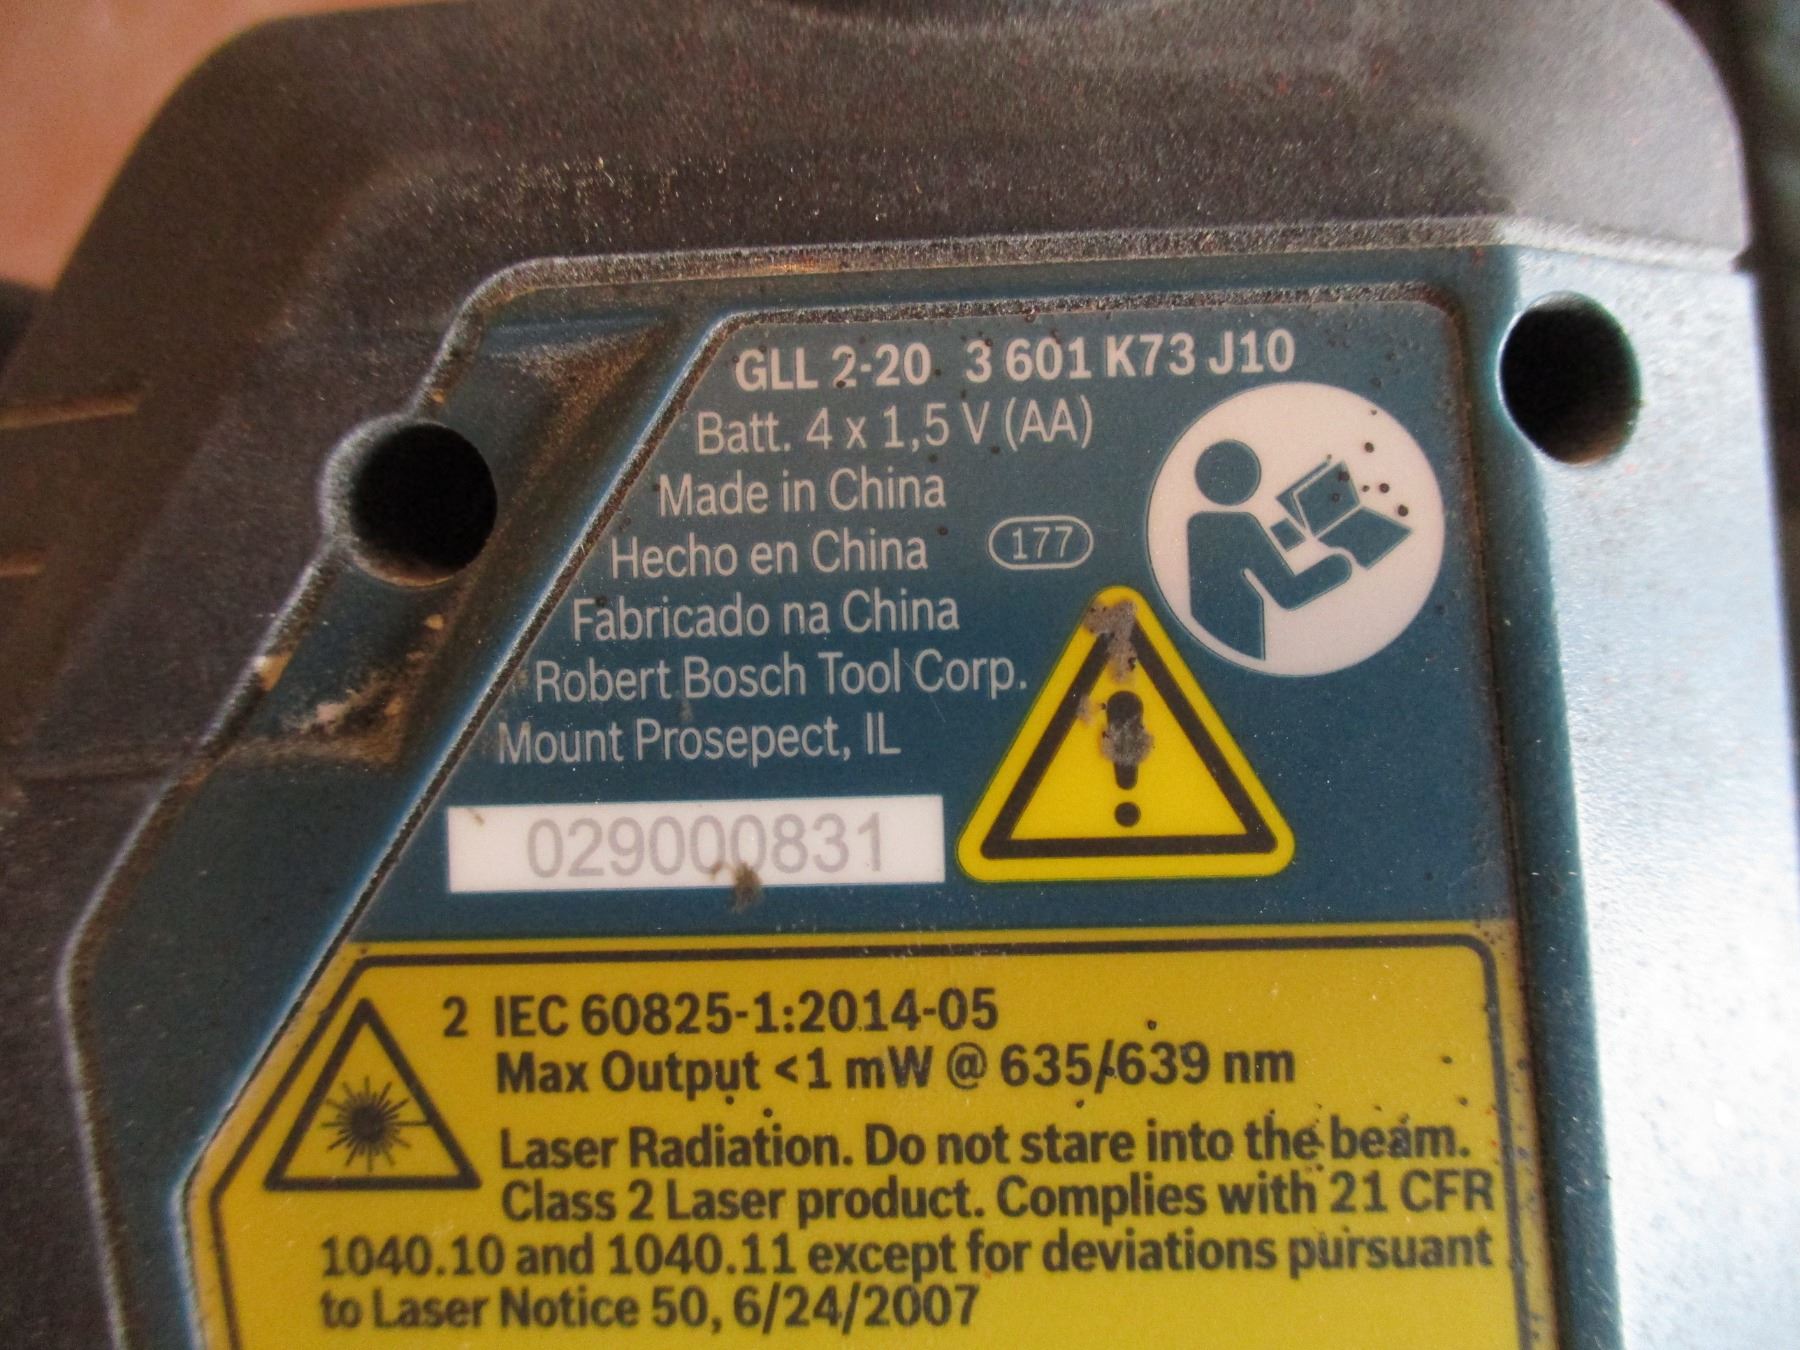 GLL 2-20 3 601 K73 J10
Batt. 4 x 1,5 V (AA)
Made in China
Hecho en China 177
Fabricado na China
Robert Bosch Tool Corp.
Mount Prosepect, IL
029000831
2 IEC 60825-1:2014-05
Max Output <1 mW @ 635/639 nm
Laser Radiation. Do not stare into the beam.
Class 2 Laser product. Complies with 21 CFR
1040.10 and 1040.11 except for deviations pursuant
to Laser Notice 50, 6/24/2007